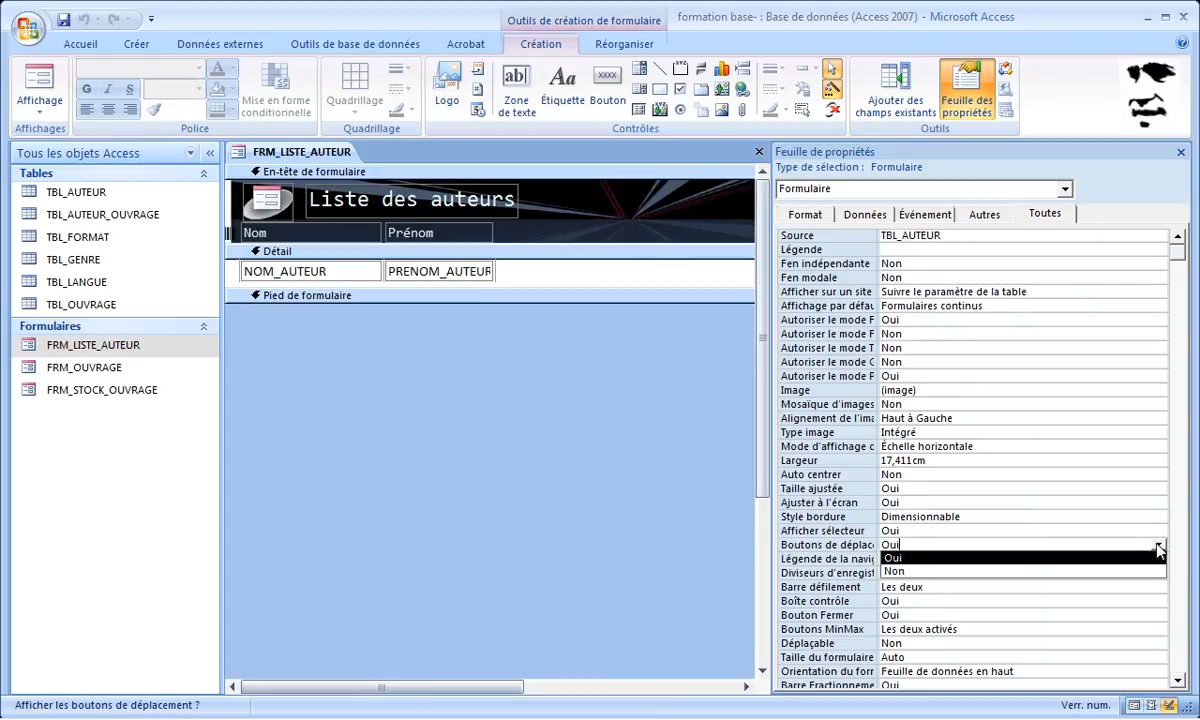 Outils de création de formulaire
formation base- : Base de données (Access 2007) - Microsoft Access
Accueil
Créer
Données externes
Outils de base de données
Acrobat
Création
Réorganiser
Affichage
Affichages
G I S
Mise en forme conditionnelle
Police
Quadrillage
Quadrillage
Logo
ab|
Zone de texte
Aa
Étiquette
XXXX
Bouton
Contrôles
Ajouter des champs existants
Feuille des propriétés
Outils
Tous les objets Access
Tables
TBL_AUTEUR
TBL_AUTEUR_OUVRAGE
TBL_FORMAT
TBL_GENRE
TBL_LANGUE
TBL_OUVRAGE
Formulaires
FRM_LISTE_AUTEUR
FRM_OUVRAGE
FRM_STOCK_OUVRAGE
FRM_LISTE_AUTEUR
En-tête de formulaire
Liste des auteurs
Nom
Prénom
Détail
NOM_AUTEUR
PRENOM_AUTEUR
Pied de formulaire
Feuille de propriétés
Type de sélection : Formulaire
Formulaire
Format
Données
Événement
Autres
Toutes
Source TBL_AUTEUR
Légende
Fen indépendante Non
Fen modale Non
Afficher sur un site Suivre le paramètre de la table
Affichage par défau Formulaires continus
Autoriser le mode F Oui
Autoriser le mode F Non
Autoriser le mode T Non
Autoriser le mode G Non
Autoriser le mode P Oui
Image (image)
Mosaïque d'images Non
Alignement de l'ima Haut à Gauche
Type image Intégré
Mode d'affichage d Échelle horizontale
Largeur 17,411cm
Auto centrer Non
Taille ajustée Oui
Ajuster à l'écran Oui
Style bordure Dimensionnable
Afficher sélecteur Oui
Boutons de déplace Oui
Légende de la navig Oui
Diviseurs d'enregist Non
Barre défilement Les deux
Boîte contrôle Oui
Bouton Fermer Oui
Boutons MinMax Les deux activés
Déplaçable Non
Taille du formulaire Auto
Orientation du form Feuille de données en haut
Barre Fractionneme Oui
Afficher les boutons de déplacement ?
Verr. num.